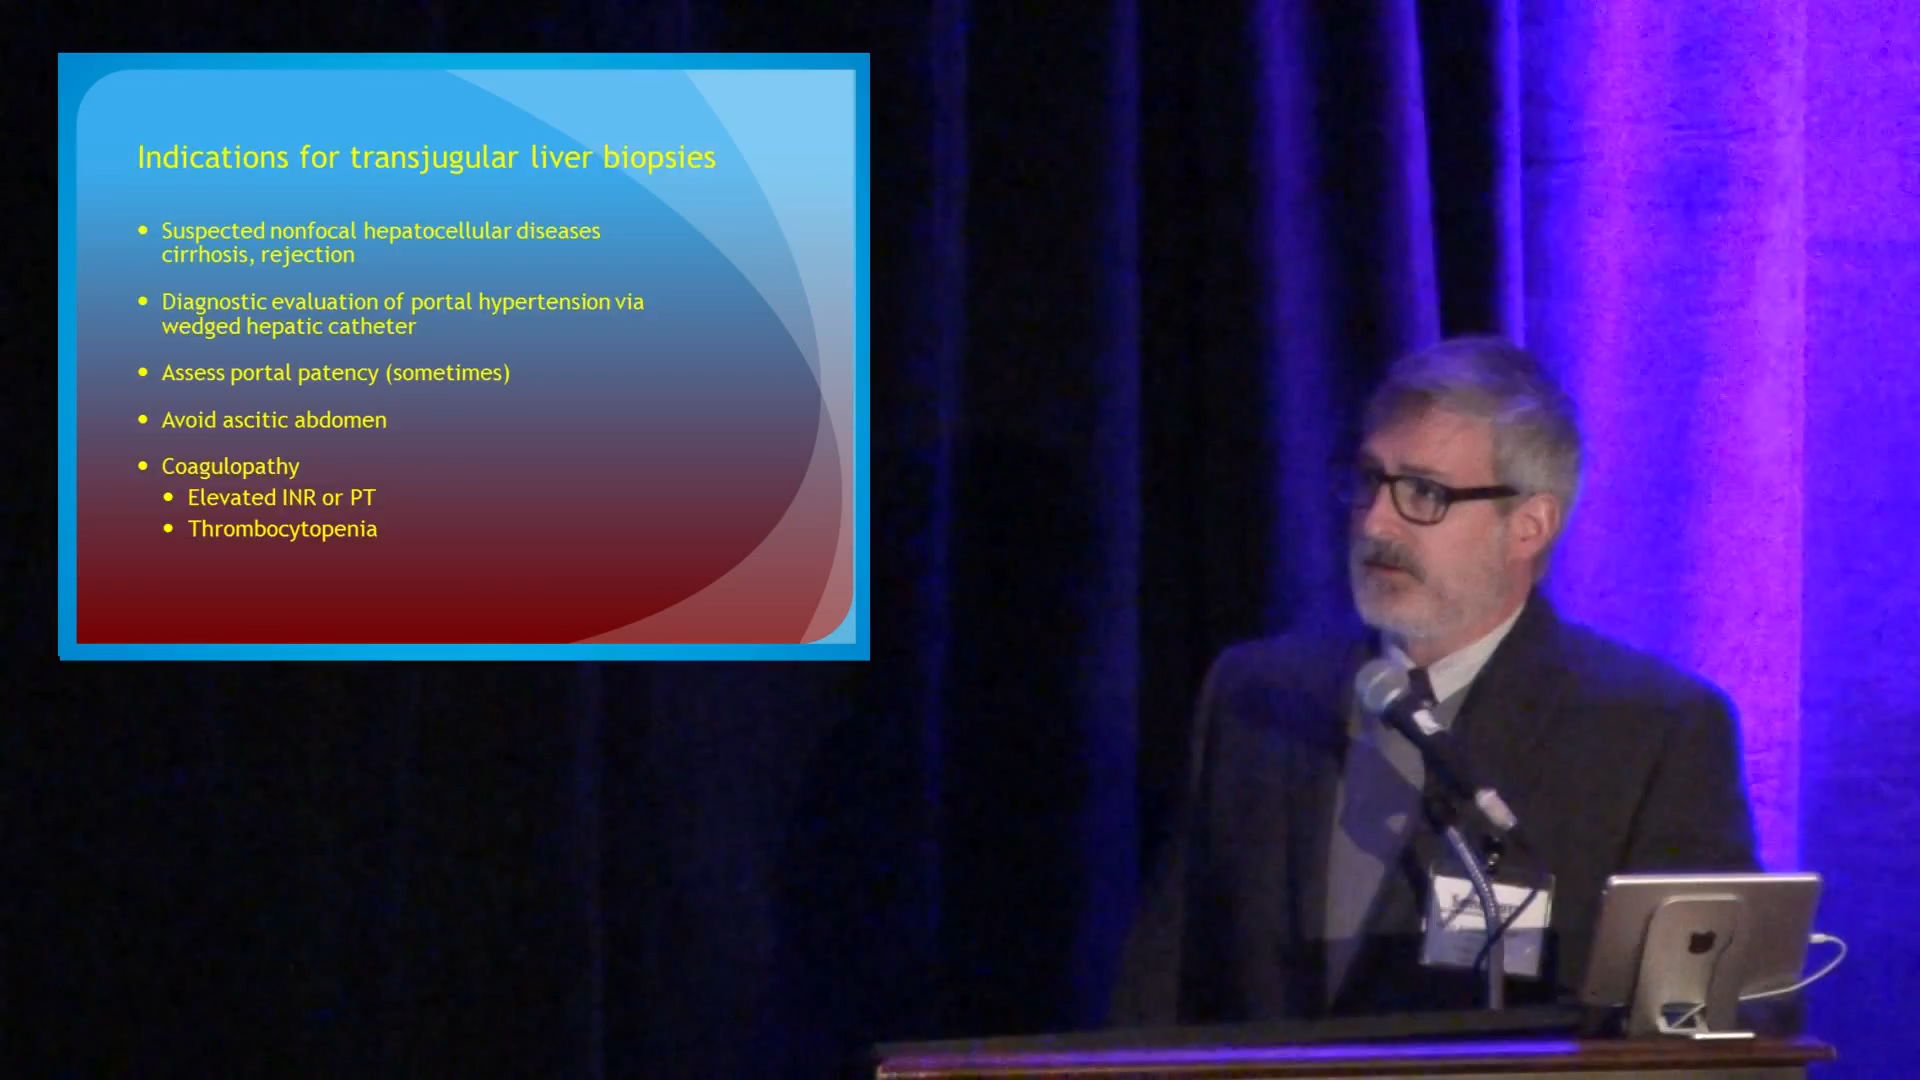 Indications for transjugular liver biopsies
• Suspected nonfocal hepatocellular diseases
cirrhosis, rejection
• Diagnostic evaluation of portal hypertension via
wedged hepatic catheter
• Assess portal patency (sometimes)
• Avoid ascitic abdomen
• Coagulopathy
• Elevated INR or PT
• Thrombocytopenia